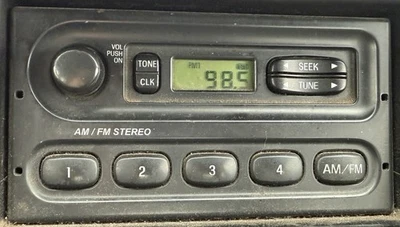 VOL
PUSH
ON
TONE
CLK
98.5
◄ SEEK ►
◄ TUNE ►
AM / FM STEREO
1 2 3 4 AM/FM